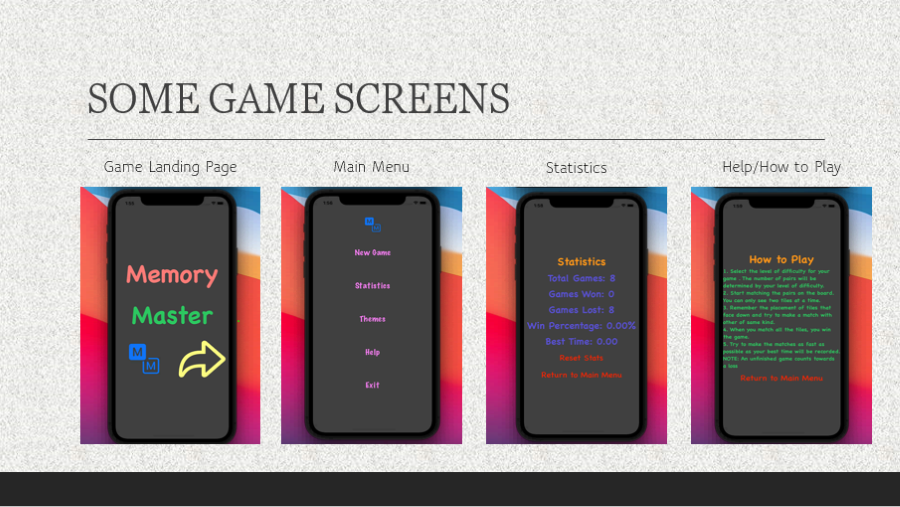 SOME GAME SCREENS
Game Landing Page
Main Menu
Statistics
Help/How to Play
Memory
Master
M
M
M
M
New Game
Statistics
Themes
Help
Exit
Statistics
Total Games: 8
Games Won: 0
Games Lost: 8
Win Percentage: 0.00%
Best Time: 0.00
Reset Stats
Return to Main Menu
How to Play
1. Select the level of difficulty for your
game . The number of pairs will be
determined by your level of difficulty.
2. Start matching the pairs on the board.
You can only see two tiles at a time.
3. Remember the placement of tiles that
face down and try to make a match with
other of same kind.
4. When you match all the tiles, you win
the game.
5. Try to make the matches as fast as
possible as your best time will be recorded.
NOTE: An unfinished game counts towards
a loss
Return to Main Menu